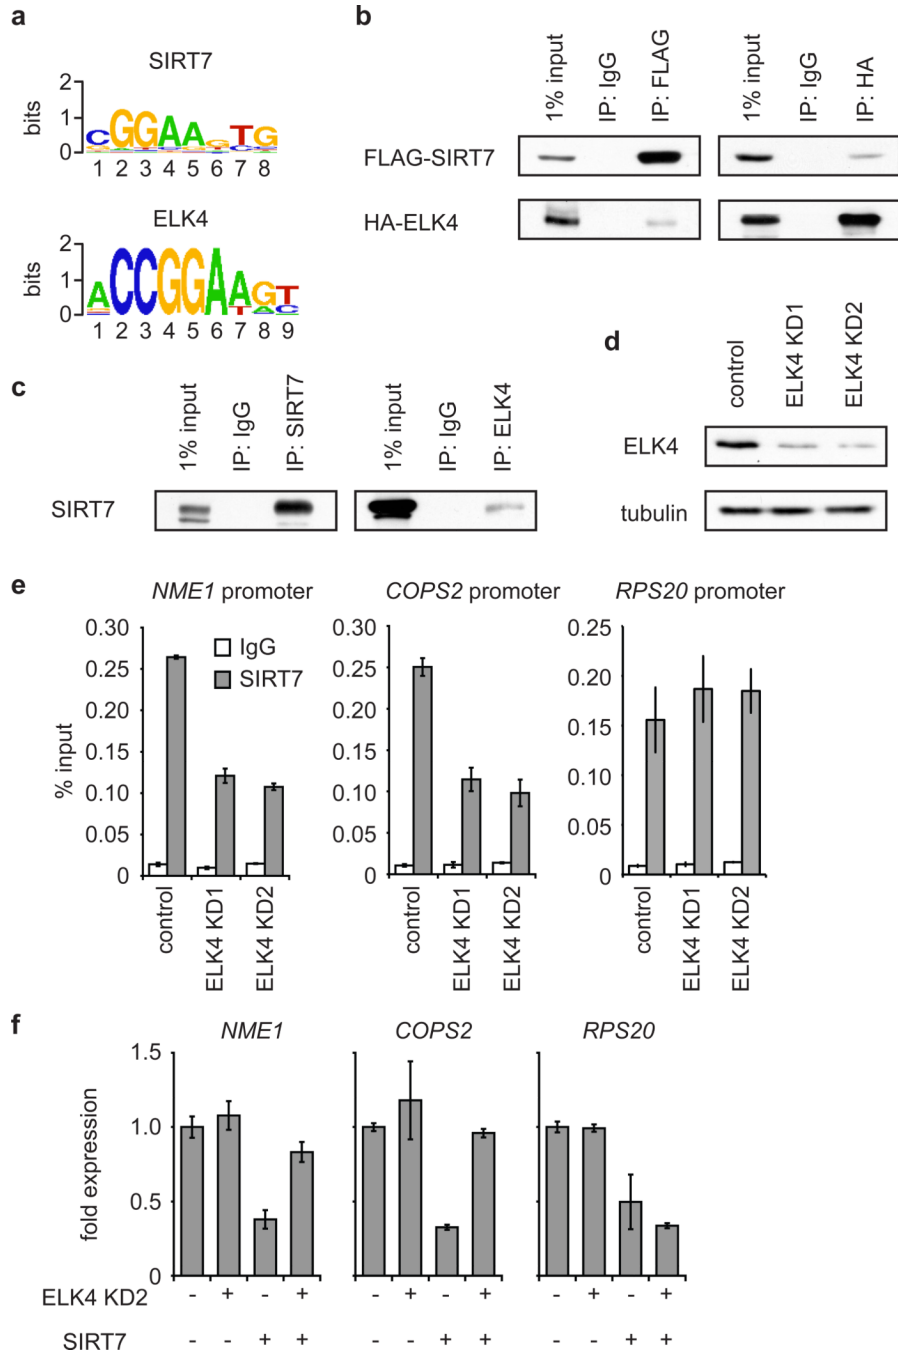 a
SIRT7
bits
2
1
0
CGGAAGTG
1 2 3 4 5 6 7 8
ELK4
bits
2
1
0
ACCGGAAGT
1 2 3 4 5 6 7 8 9
b
1% input
IP: IgG
IP: FLAG
1% input
IP: IgG
IP: HA
FLAG-SIRT7
HA-ELK4
c
1% input
IP: IgG
IP: SIRT7
1% input
IP: IgG
IP: ELK4
SIRT7
d
control
ELK4 KD1
ELK4 KD2
ELK4
tubulin
e
NME1 promoter
% input
0.30
0.25
0.20
0.15
0.10
0.05
0
IgG
SIRT7
control
ELK4 KD1
ELK4 KD2
COPS2 promoter
0.30
0.25
0.20
0.15
0.10
0.05
0
control
ELK4 KD1
ELK4 KD2
RPS20 promoter
0.25
0.20
0.15
0.10
0.05
0
control
ELK4 KD1
ELK4 KD2
f
NME1 COPS2 RPS20
fold expression
1.5
1.0
0.5
0
ELK4 KD2 - + - + - + - + - + - +
SIRT7 - - + + - - + + - - + +